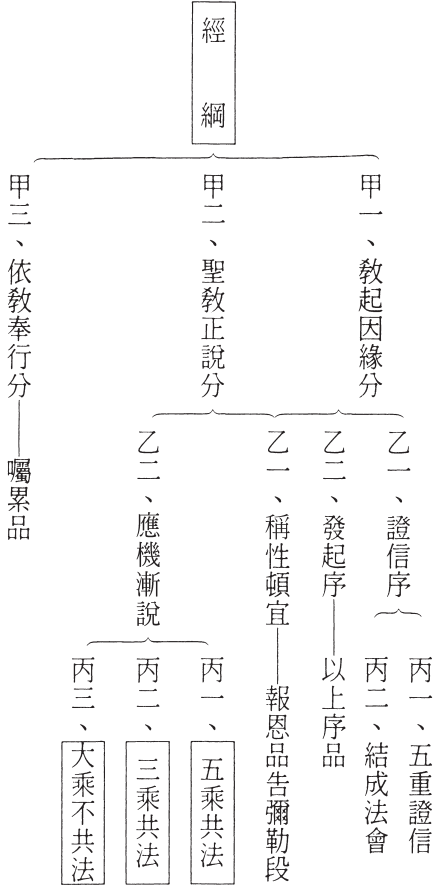 經綱
甲一、教起因緣分
乙一、證信序
丙一、五重證信
丙二、結成法會
乙二、發起序——以上序品
甲二、聖教正說分
乙一、稱性頓宜——報恩品告彌勒段
乙二、應機漸說
丙一、五乘共法
丙二、三乘共法
丙三、大乘不共法
甲三、依教奉行分——囑累品